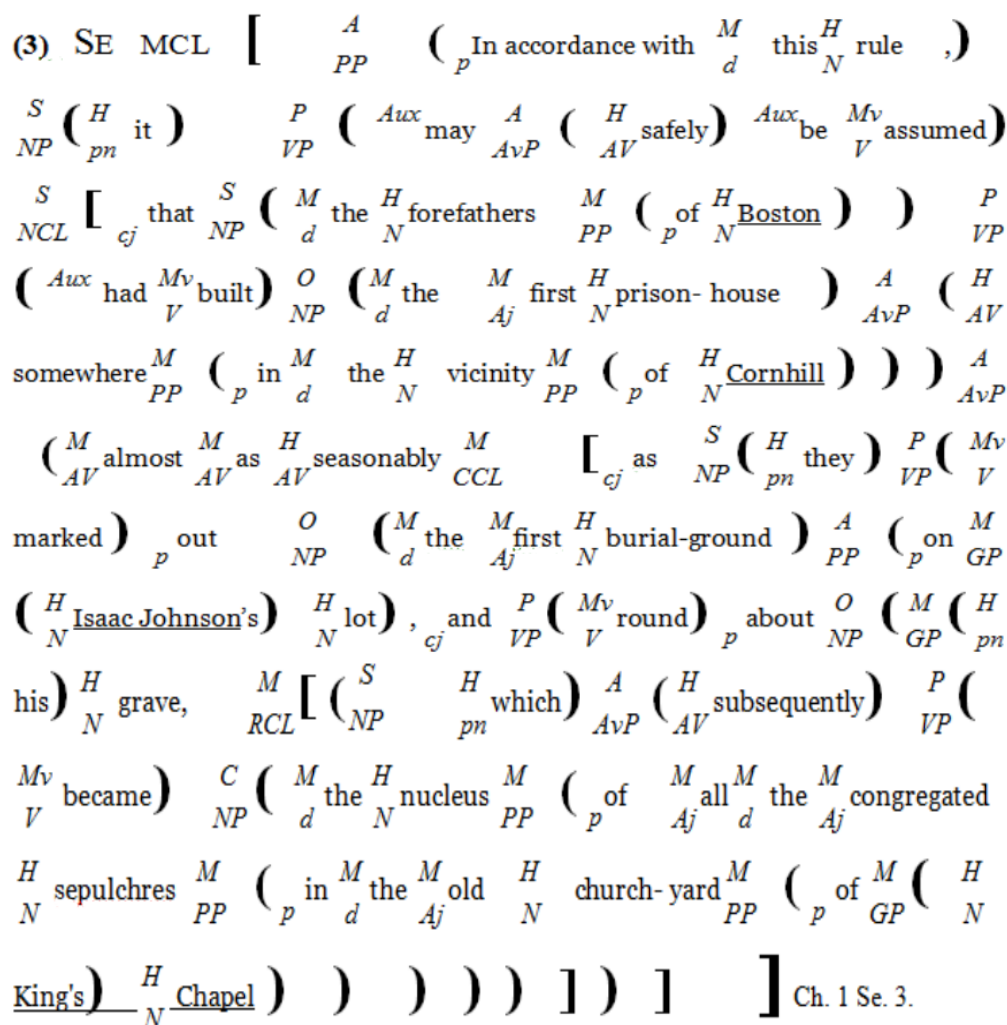 (3) SE MCL [ A PP ( p In accordance with M d this H N rule ,)
S NP ( H pn it ) P VP ( Aux may A AvP ( H AV safely) Aux be Mv V assumed)
S NCL [ cj that S NP ( M d the H N forefathers M PP ( p of H N Boston ) ) P VP
( Aux had Mv V built) O NP ( M d the M Aj first H N prison- house ) A AvP ( H AV
somewhere M PP ( p in M d the H N vicinity M PP ( p of H N Cornhill ) ) ) A AvP
( M AV almost M AV as H AV seasonably M CCL [ cj as S NP ( H pn they ) P VP ( Mv V
marked ) p out O NP ( M d the M Aj first H N burial-ground ) A PP ( p on M GP
( H N Isaac Johnson's) H N lot) , cj and P VP ( Mv V round) p about O NP ( M GP ( H pn
his) H N grave, M RCL [ ( S NP H pn which) A AvP ( H AV subsequently) P VP (
Mv V became) C NP ( M d the H N nucleus M PP ( p of M Aj all M d the M Aj congregated
H N sepulchres M PP ( p in M d the M Aj old H N church- yard M PP ( p of M GP ( H N
King's) H N Chapel ) ) ) ) ) ] ) ] ] Ch. 1 Se. 3.